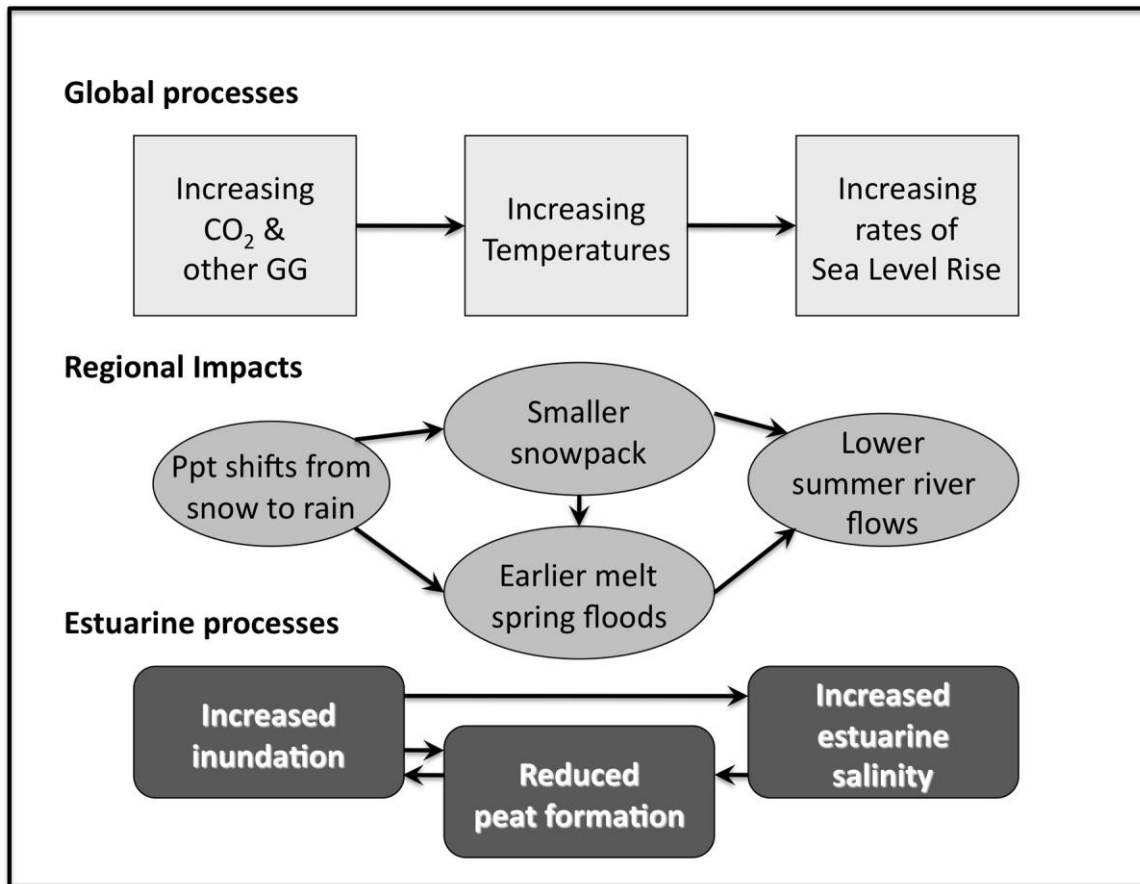 Global processes
Increasing
CO₂ &
other GG
Increasing
Temperatures
Increasing
rates of
Sea Level Rise
Regional Impacts
Ppt shifts from
snow to rain
Smaller
snowpack
Earlier melt
spring floods
Lower
summer river
flows
Estuarine processes
Increased
inundation
Reduced
peat formation
Increased
estuarine
salinity